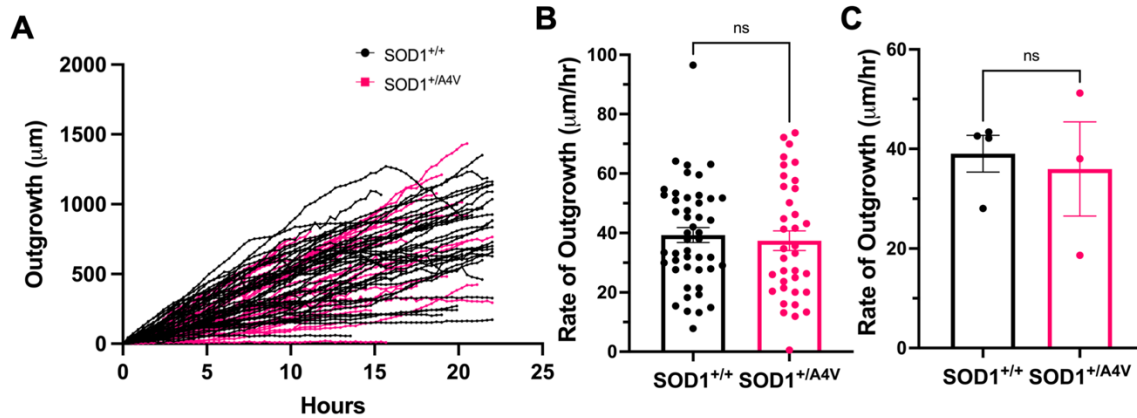 A
SOD1+/+
SOD1+/A4V
2000
1500
1000
500
0
Outgrowth (μm)
0 5 10 15 20 25
Hours
B
ns
100
80
60
40
20
0
Rate of Outgrowth (μm/hr)
SOD1+/+ SOD1+/A4V
C
ns
60
40
20
0
Rate of Outgrowth (μm/hr)
SOD1+/+ SOD1+/A4V